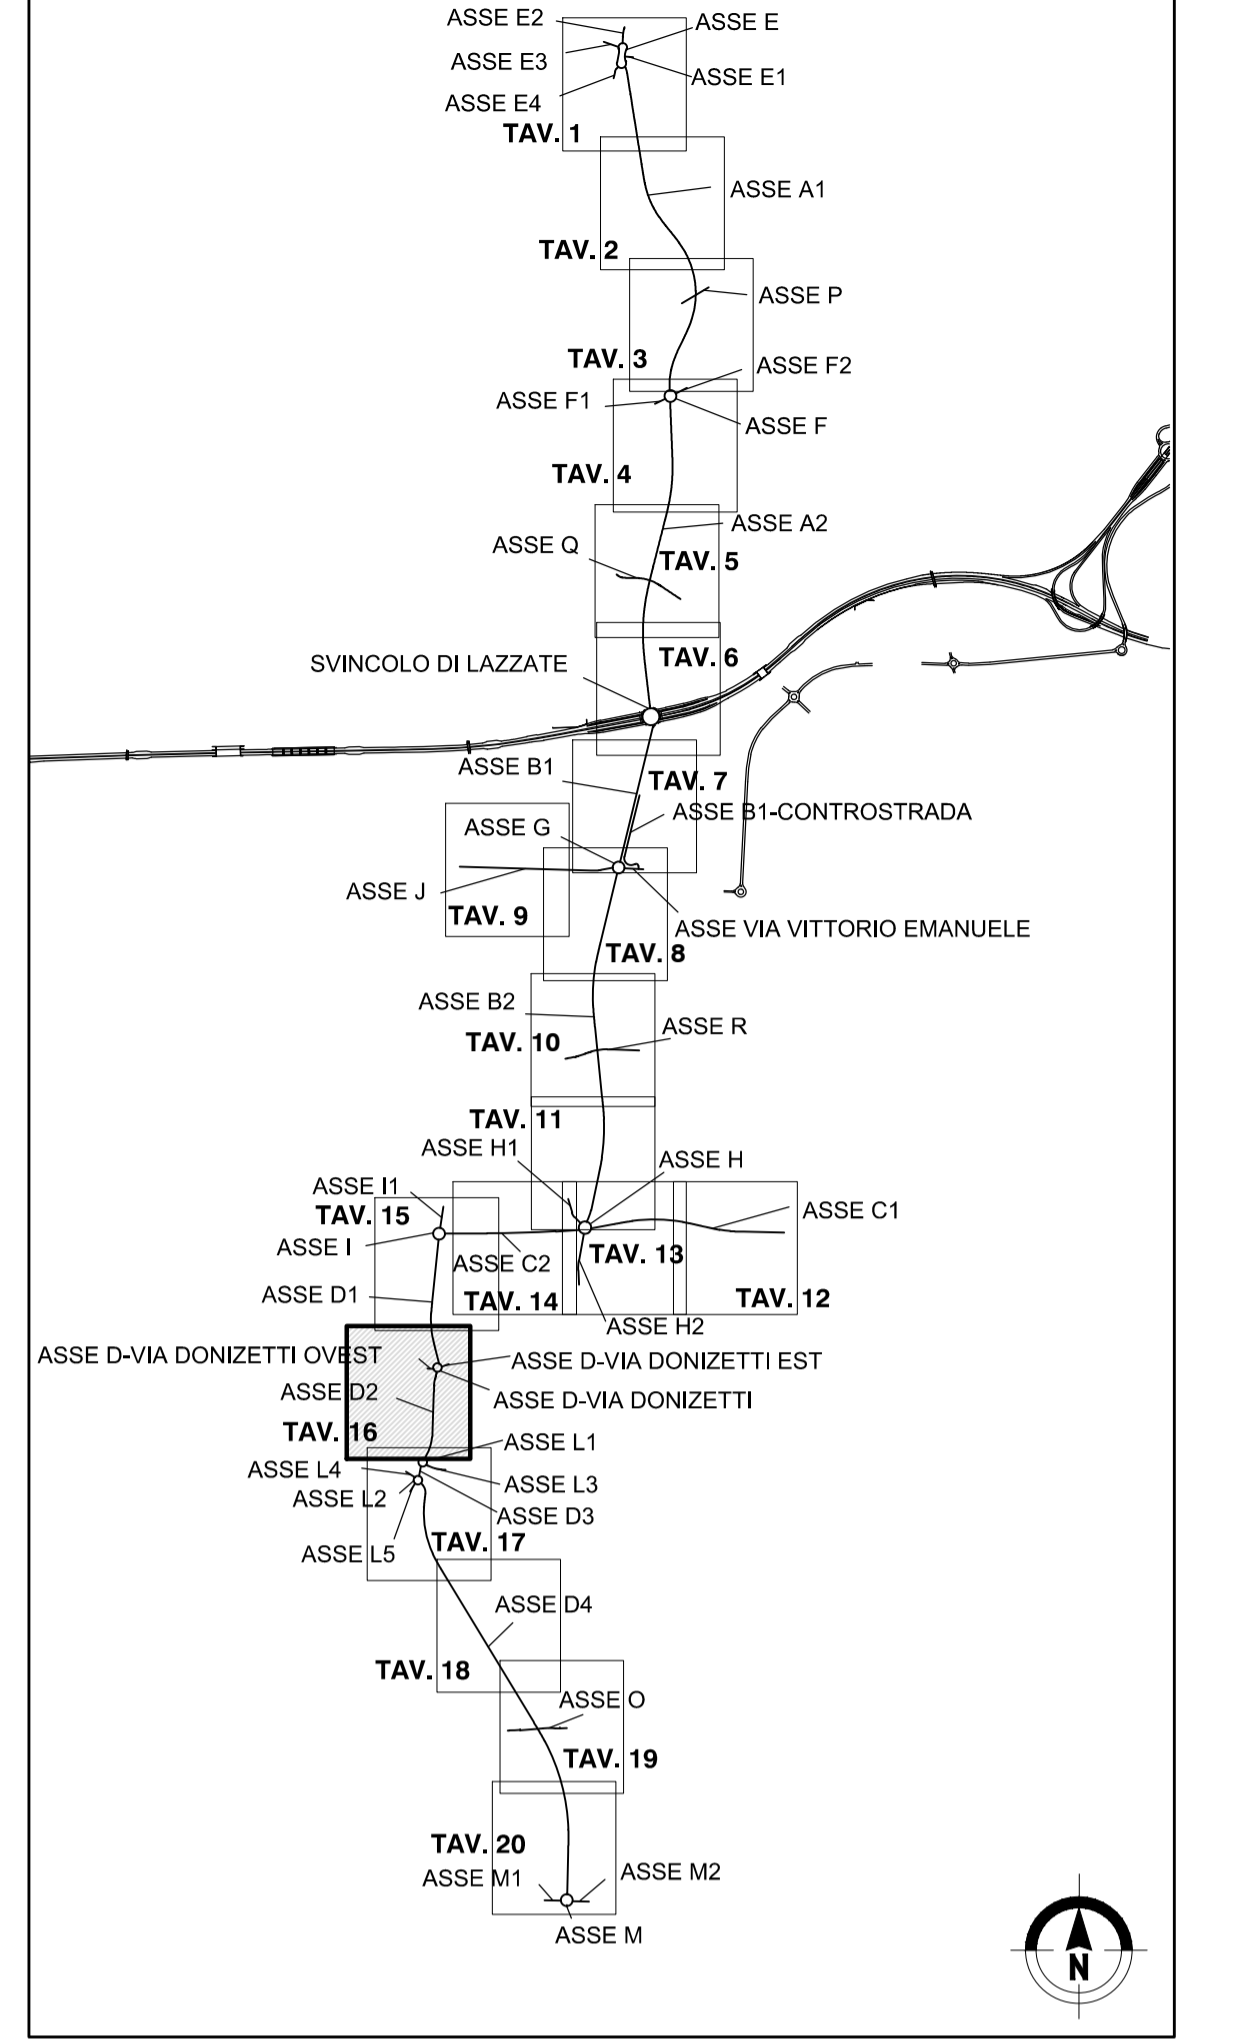 ASSE E2
ASSE E
ASSE E3
ASSE E1
ASSE E4
TAV. 1
ASSE A1
TAV. 2
ASSE P
TAV. 3
ASSE F2
ASSE F1
ASSE F
TAV. 4
ASSE A2
ASSE Q
TAV. 5
SVINCOLO DI LAZZATE
TAV. 6
ASSE B1
TAV. 7
ASSE B1-CONTROSTRADA
ASSE G
ASSE J
TAV. 9
ASSE VIA VITTORIO EMANUELE
TAV. 8
ASSE B2
ASSE R
TAV. 10
TAV. 11
ASSE H1
ASSE H
ASSE I1
TAV. 15
ASSE C1
ASSE I
TAV. 13
ASSE C2
ASSE D1
TAV. 14
TAV. 12
ASSE H2
ASSE D-VIA DONIZETTI OVEST
ASSE D-VIA DONIZETTI EST
ASSE D2
ASSE D-VIA DONIZETTI
TAV. 16
ASSE L1
ASSE L4
ASSE L3
ASSE L2
ASSE D3
TAV. 17
ASSE L5
ASSE D4
TAV. 18
ASSE O
TAV. 19
TAV. 20
ASSE M1
ASSE M2
ASSE M
N